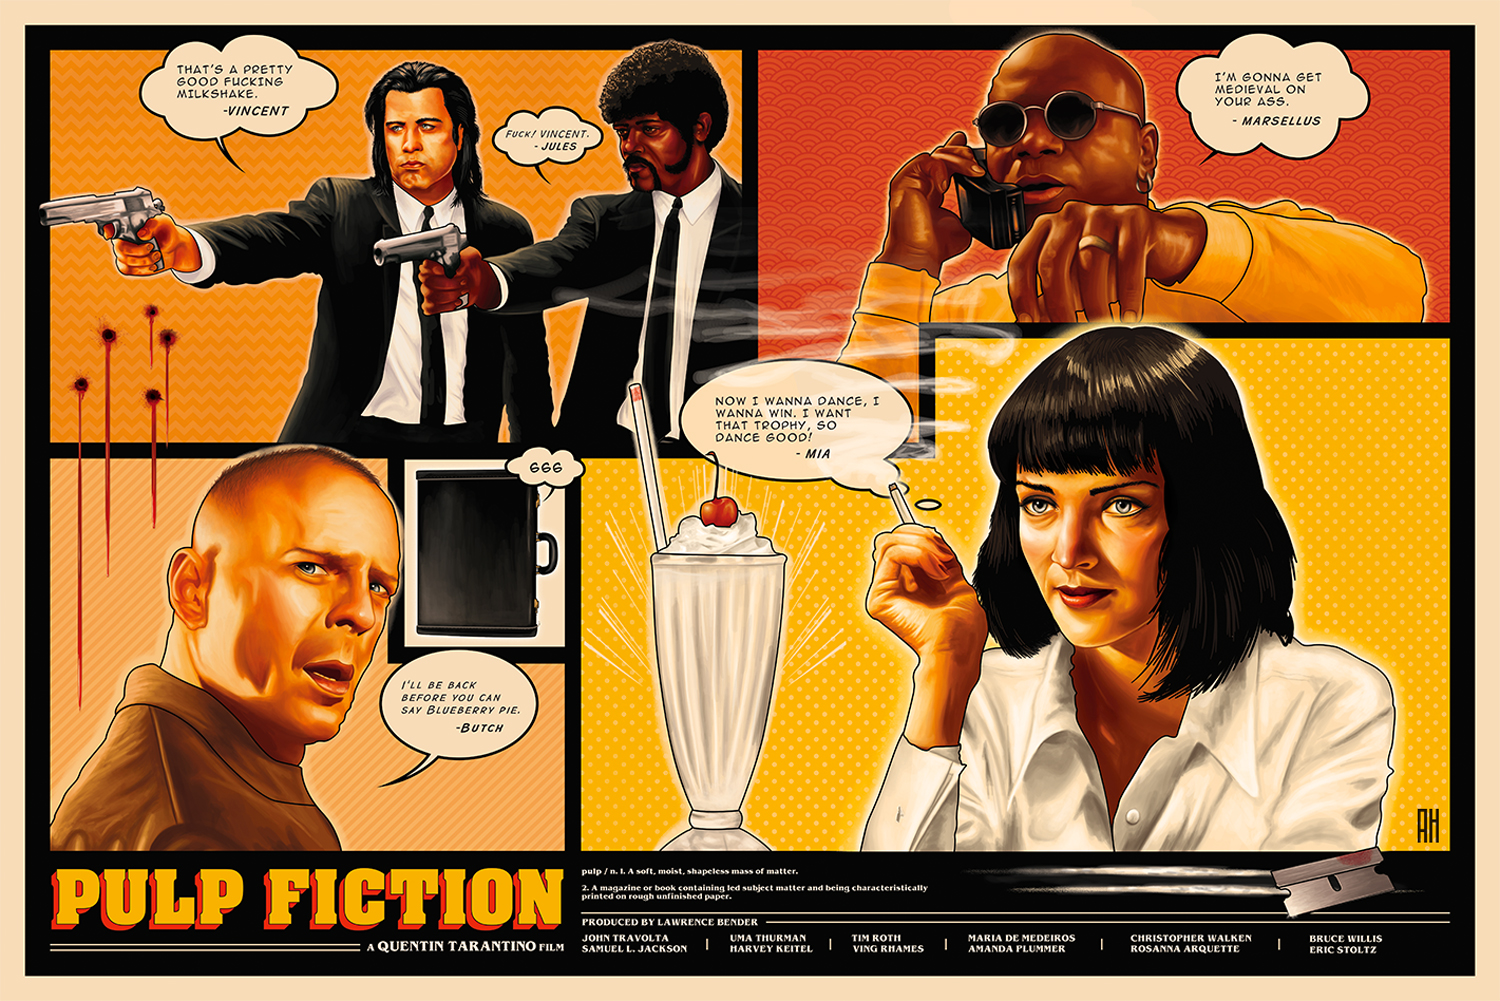 THAT'S A PRETTY
GOOD FUCKING
MILKSHAKE.
-VINCENT
FUCK! VINCENT.
- JULES
I'M GONNA GET
MEDIEVAL ON
YOUR ASS.
- MARSELLUS
NOW I WANNA DANCE, I
WANNA WIN. I WANT
THAT TROPHY, SO
DANCE GOOD!
- MIA
666
I'LL BE BACK
BEFORE YOU CAN
SAY BLUEBERRY PIE.
-BUTCH
AH
PULP FICTION
A QUENTIN TARANTINO FILM
pulp / n. 1. A soft, moist, shapeless mass of matter.
2. A magazine or book containing led subject matter and being characteristically
printed on rough unfinished paper.
PRODUCED BY LAWRENCE BENDER
JOHN TRAVOLTA
SAMUEL L. JACKSON
UMA THURMAN
HARVEY KEITEL
TIM ROTH
VING RHAMES
MARIA DE MEDEIROS
AMANDA PLUMMER
CHRISTOPHER WALKEN
ROSANNA ARQUETTE
BRUCE WILLIS
ERIC STOLTZ